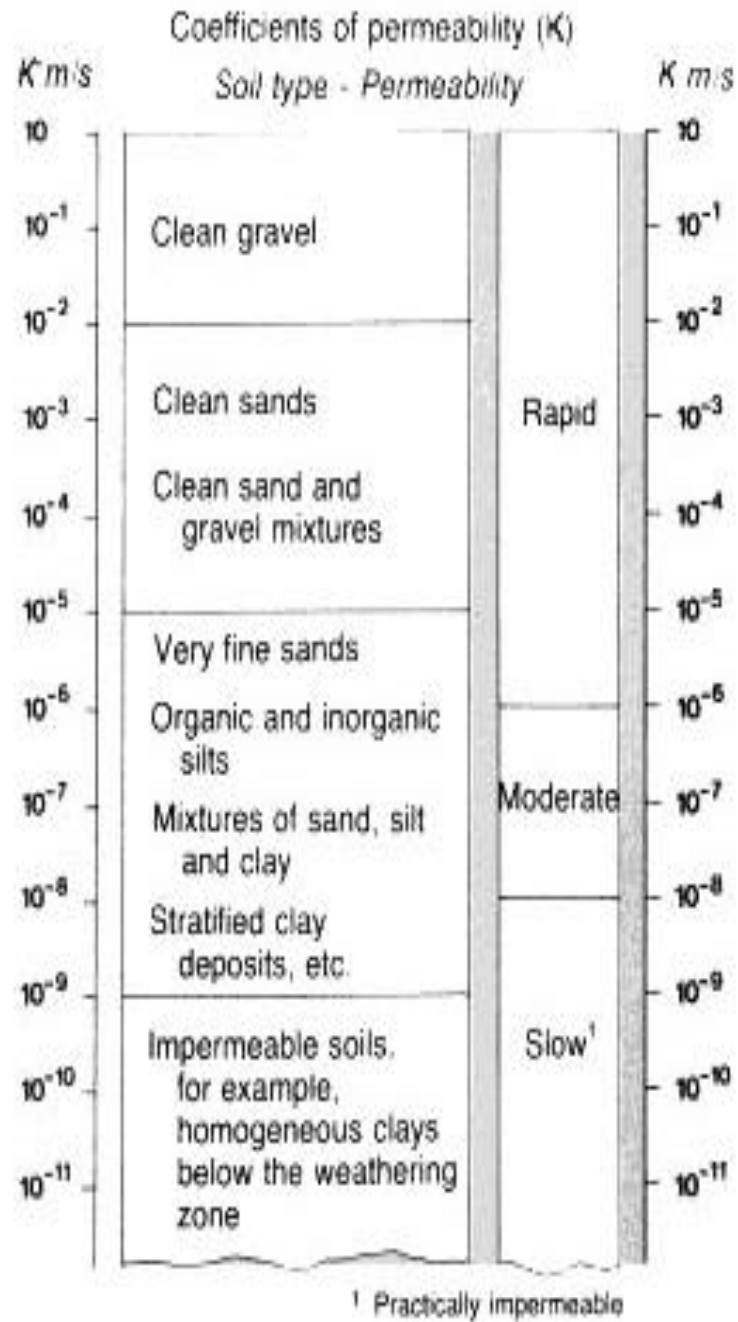 Coefficients of permeability (K)
K m/s
Soil type - Permeability
K m/s
10
10
10⁻¹
Clean gravel
10⁻¹
10⁻²
10⁻²
Clean sands
10⁻³
Rapid
10⁻³
Clean sand and
gravel mixtures
10⁻⁴
10⁻⁴
10⁻⁵
10⁻⁵
Very fine sands
10⁻⁶
10⁻⁶
Organic and inorganic
silts
10⁻⁷
Moderate
10⁻⁷
Mixtures of sand, silt
and clay
10⁻⁸
10⁻⁸
Stratified clay
deposits, etc.
10⁻⁹
10⁻⁹
Impermeable soils.
for example,
homogeneous clays
below the weathering
zone
Slow¹
10⁻¹⁰
10⁻¹⁰
10⁻¹¹
10⁻¹¹
¹ Practically impermeable